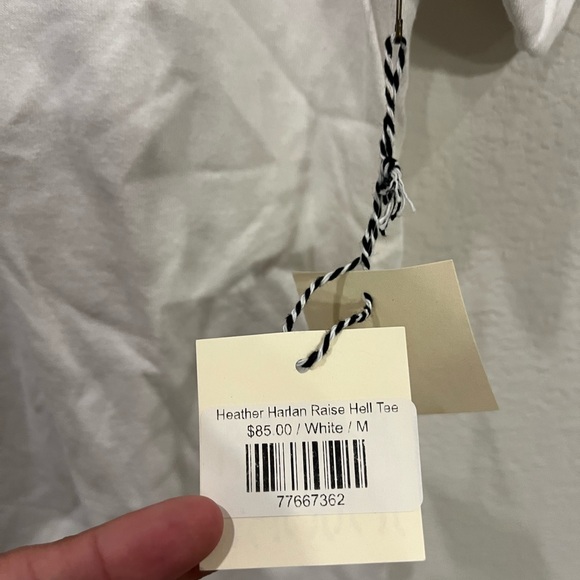 Heather Harlan Raise Hell Tee
$85.00 / White / M
77667362